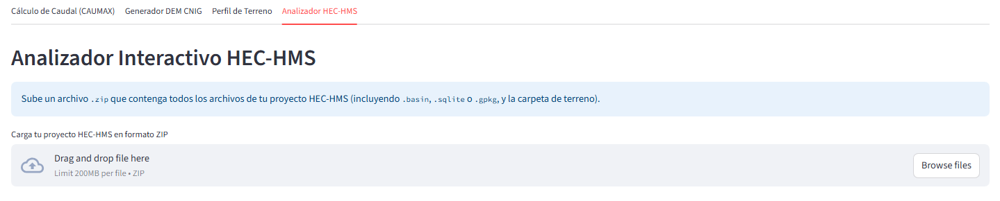 Cálculo de Caudal (CAUMAX) Generador DEM CNIG Perfil de Terreno Analizador HEC-HMS
Analizador Interactivo HEC-HMS
Sube un archivo .zip que contenga todos los archivos de tu proyecto HEC-HMS (incluyendo .basin, .sqlite o .gpkg, y la carpeta de terreno).
Carga tu proyecto HEC-HMS en formato ZIP
Drag and drop file here
Limit 200MB per file • ZIP
Browse files